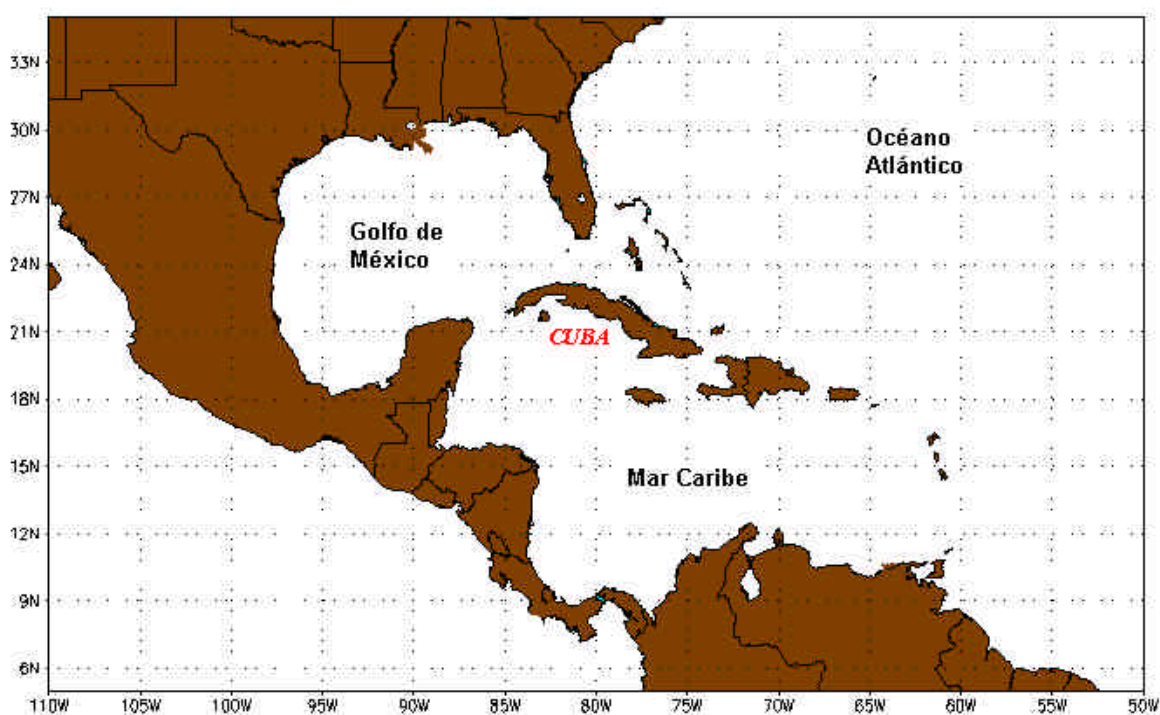 33N
30N
Océano
Atlántico
27N
Golfo de
México
24N
21N
CUBA
18N
15N
Mar Caribe
12N
9N
6N
110W 105W 100W 95W 90W 85W 80W 75W 70W 65W 60W 55W 50W